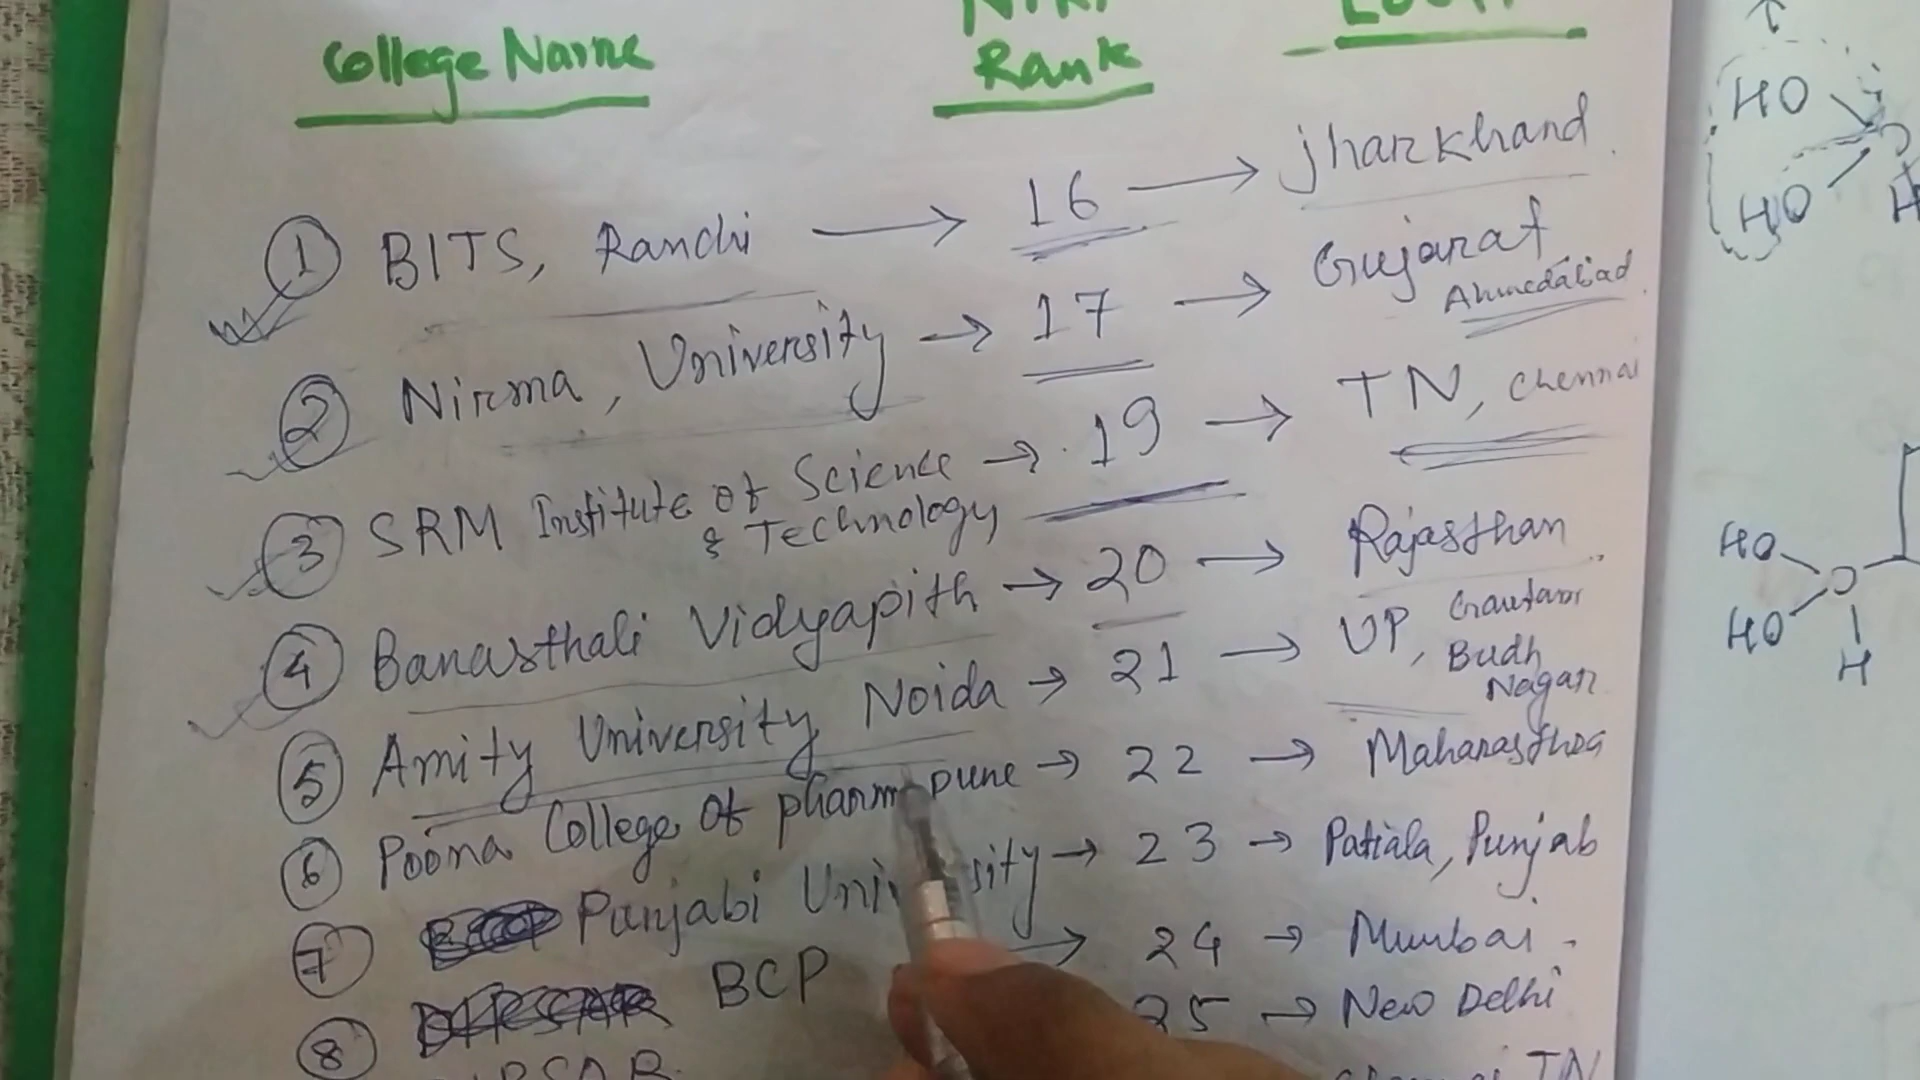 College Name
Rank
① BITS, Ranchi → 16 → Jharkhand
② Nirma, University → 17 → Gujarat
Ahmedabad
③ SRM Institute of Science → 19 → TN, Chennai
& Technology
④ Banasthali Vidyapith → 20 → Rajasthan
⑤ Amity University Noida → 21 → UP, Gautam
Budh
Nagar
⑥ Poona College of pharm pune → 22 → Maharasthra
⑦ Punjabi University → 23 → Patiala, Punjab
⑧ BCP → 24 → Mumbai
25 → New Delhi
TN
HO
HO
HO
HO
H